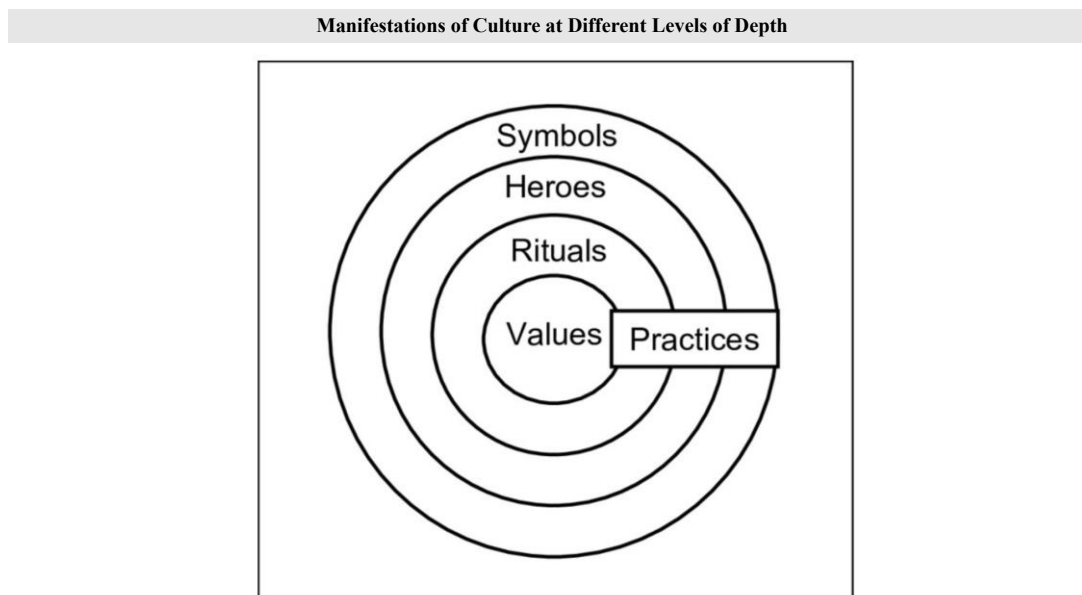 Manifestations of Culture at Different Levels of Depth
Symbols
Heroes
Rituals
Values
Practices